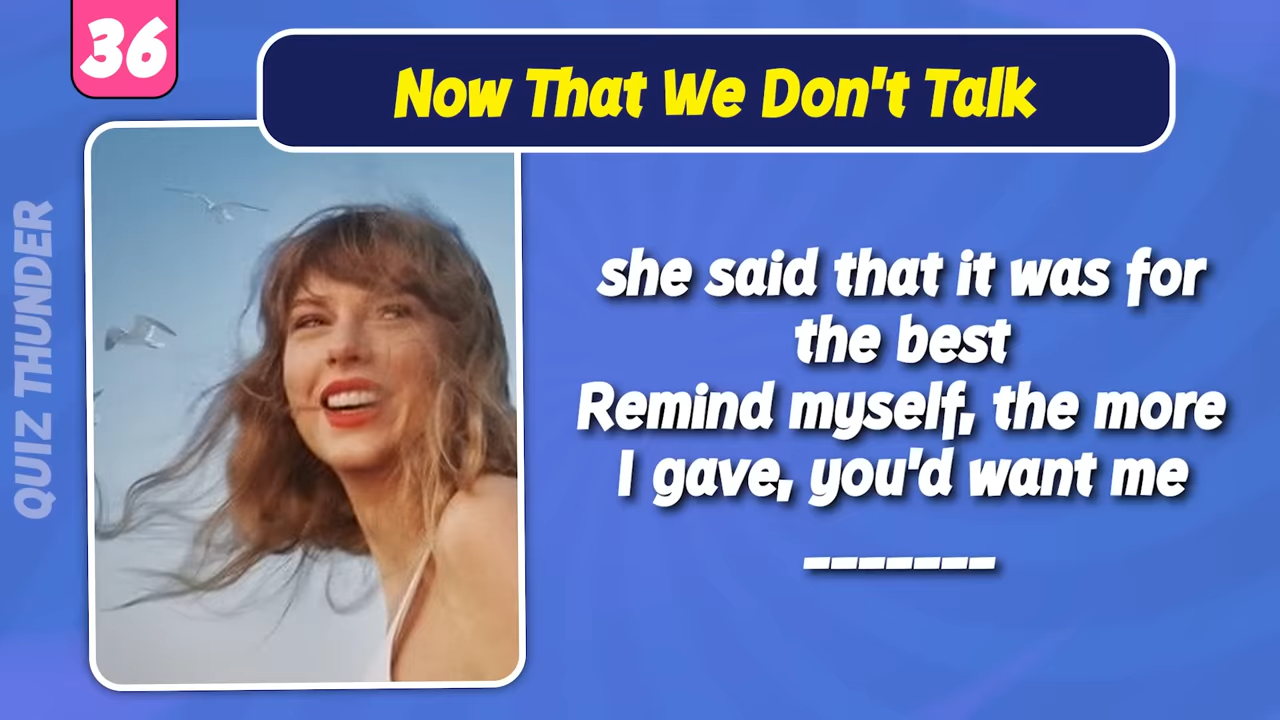 36
Now That We Don't Talk
QUIZ THUNDER
she said that it was for
the best
Remind myself, the more
I gave, you'd want me
_______